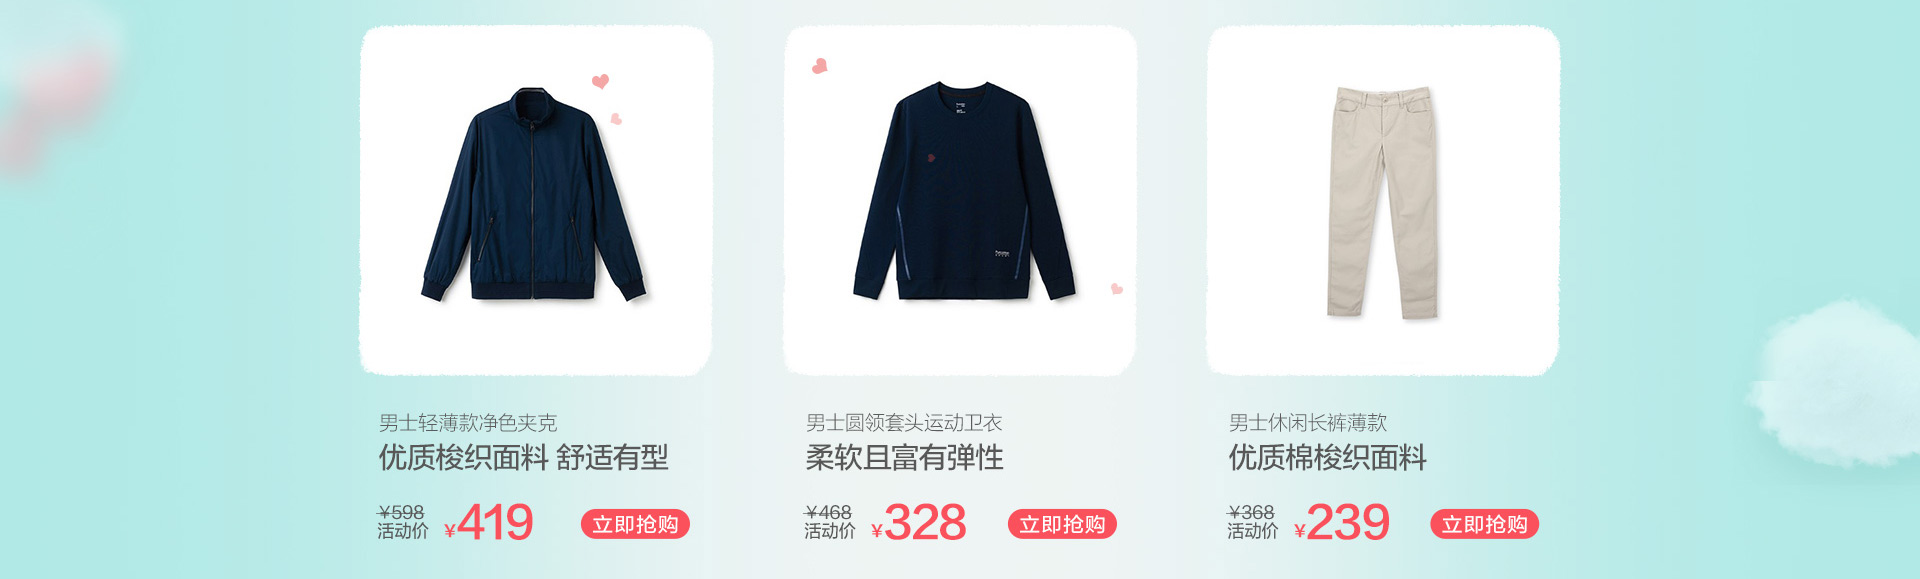 男士轻薄款净色夹克
优质梭织面料 舒适有型
¥598
活动价 ¥419 立即抢购
男士圆领套头运动卫衣
柔软且富有弹性
¥468
活动价 ¥328 立即抢购
男士休闲长裤薄款
优质棉梭织面料
¥368
活动价 ¥239 立即抢购